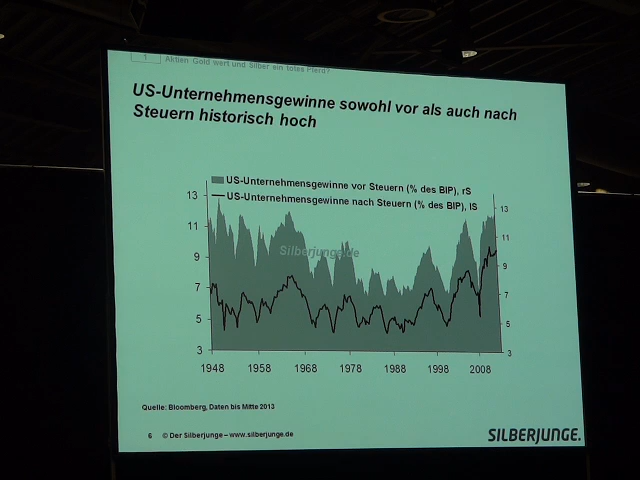 1 Aktien Gold wert und Silber ein totes Pferd?
US-Unternehmensgewinne sowohl vor als auch nach
Steuern historisch hoch
US-Unternehmensgewinne vor Steuern (% des BIP), rS
US-Unternehmensgewinne nach Steuern (% des BIP), lS
13 13
11 11
Silberjunge.de
9 9
7 7
5 5
3 3
1948 1958 1968 1978 1988 1998 2008
Quelle: Bloomberg, Daten bis Mitte 2013
6 © Der Silberjunge – www.silberjunge.de
SILBERJUNGE.